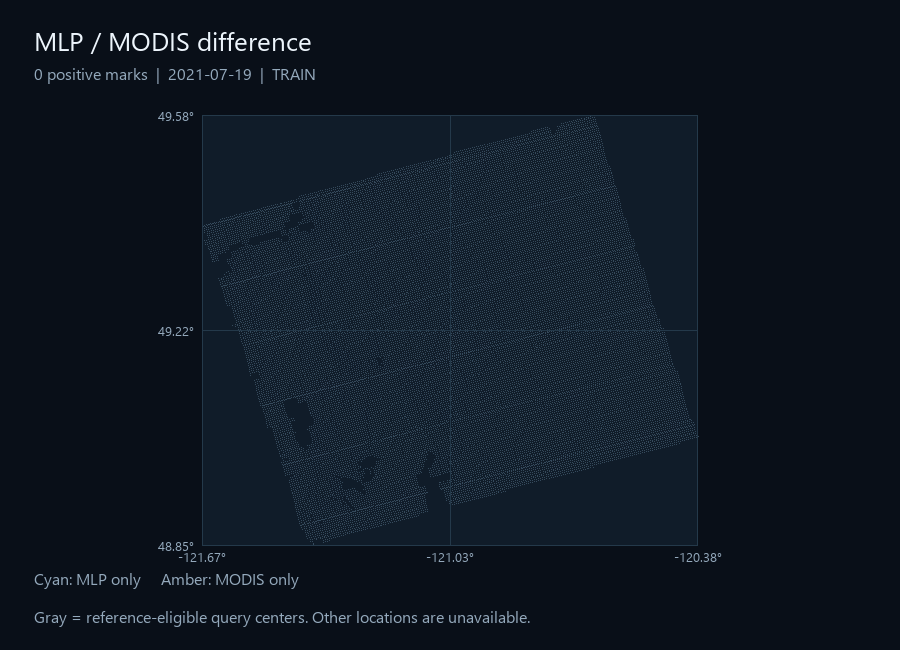 MLP / MODIS difference
0 positive marks | 2021-07-19 | TRAIN
49.58°
49.22°
48.85°
-121.67° -121.03° -120.38°
Cyan: MLP only Amber: MODIS only
Gray = reference-eligible query centers. Other locations are unavailable.